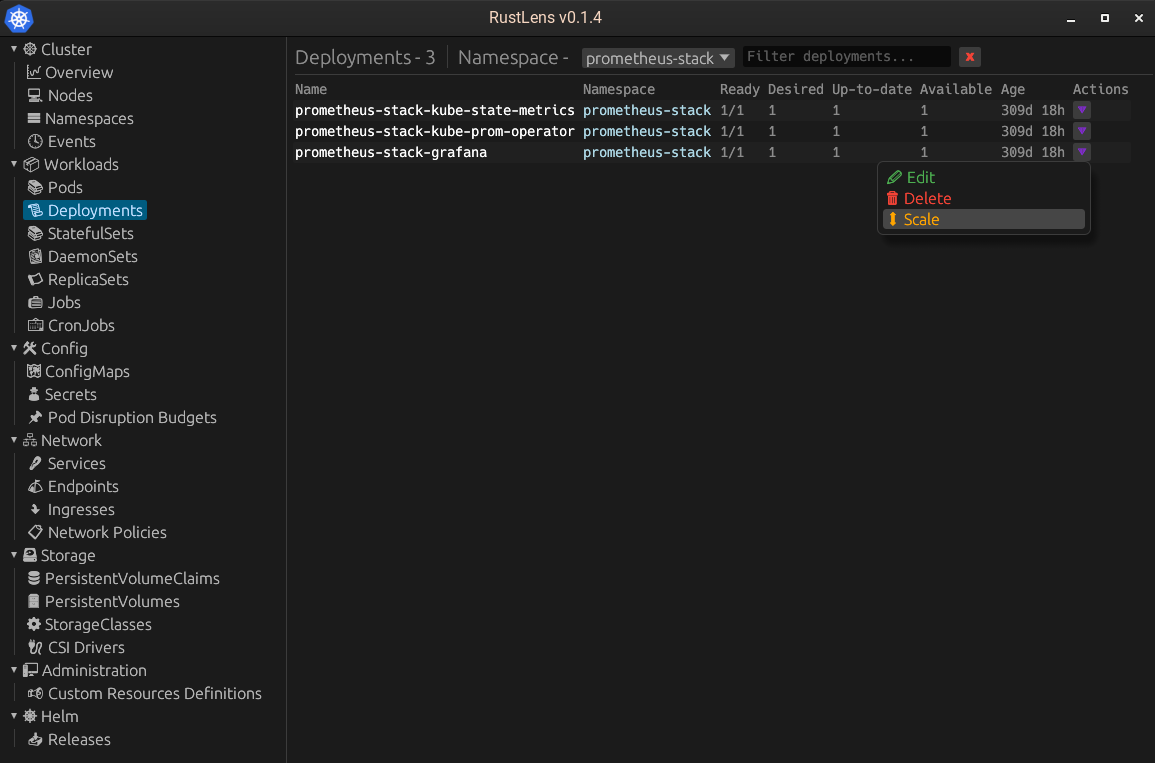 RustLens v0.1.4
Cluster
Overview
Nodes
Namespaces
Events
Workloads
Pods
Deployments
StatefulSets
DaemonSets
ReplicaSets
Jobs
CronJobs
Config
ConfigMaps
Secrets
Pod Disruption Budgets
Network
Services
Endpoints
Ingresses
Network Policies
Storage
PersistentVolumeClaims
PersistentVolumes
StorageClasses
CSI Drivers
Administration
Custom Resources Definitions
Helm
Releases
Deployments - 3 Namespace - prometheus-stack Filter deployments...
Name Namespace Ready Desired Up-to-date Available Age Actions
prometheus-stack-kube-state-metrics prometheus-stack 1/1 1 1 1 309d 18h
prometheus-stack-kube-prom-operator prometheus-stack 1/1 1 1 1 309d 18h
prometheus-stack-grafana prometheus-stack 1/1 1 1 1 309d 18h
Edit
Delete
Scale